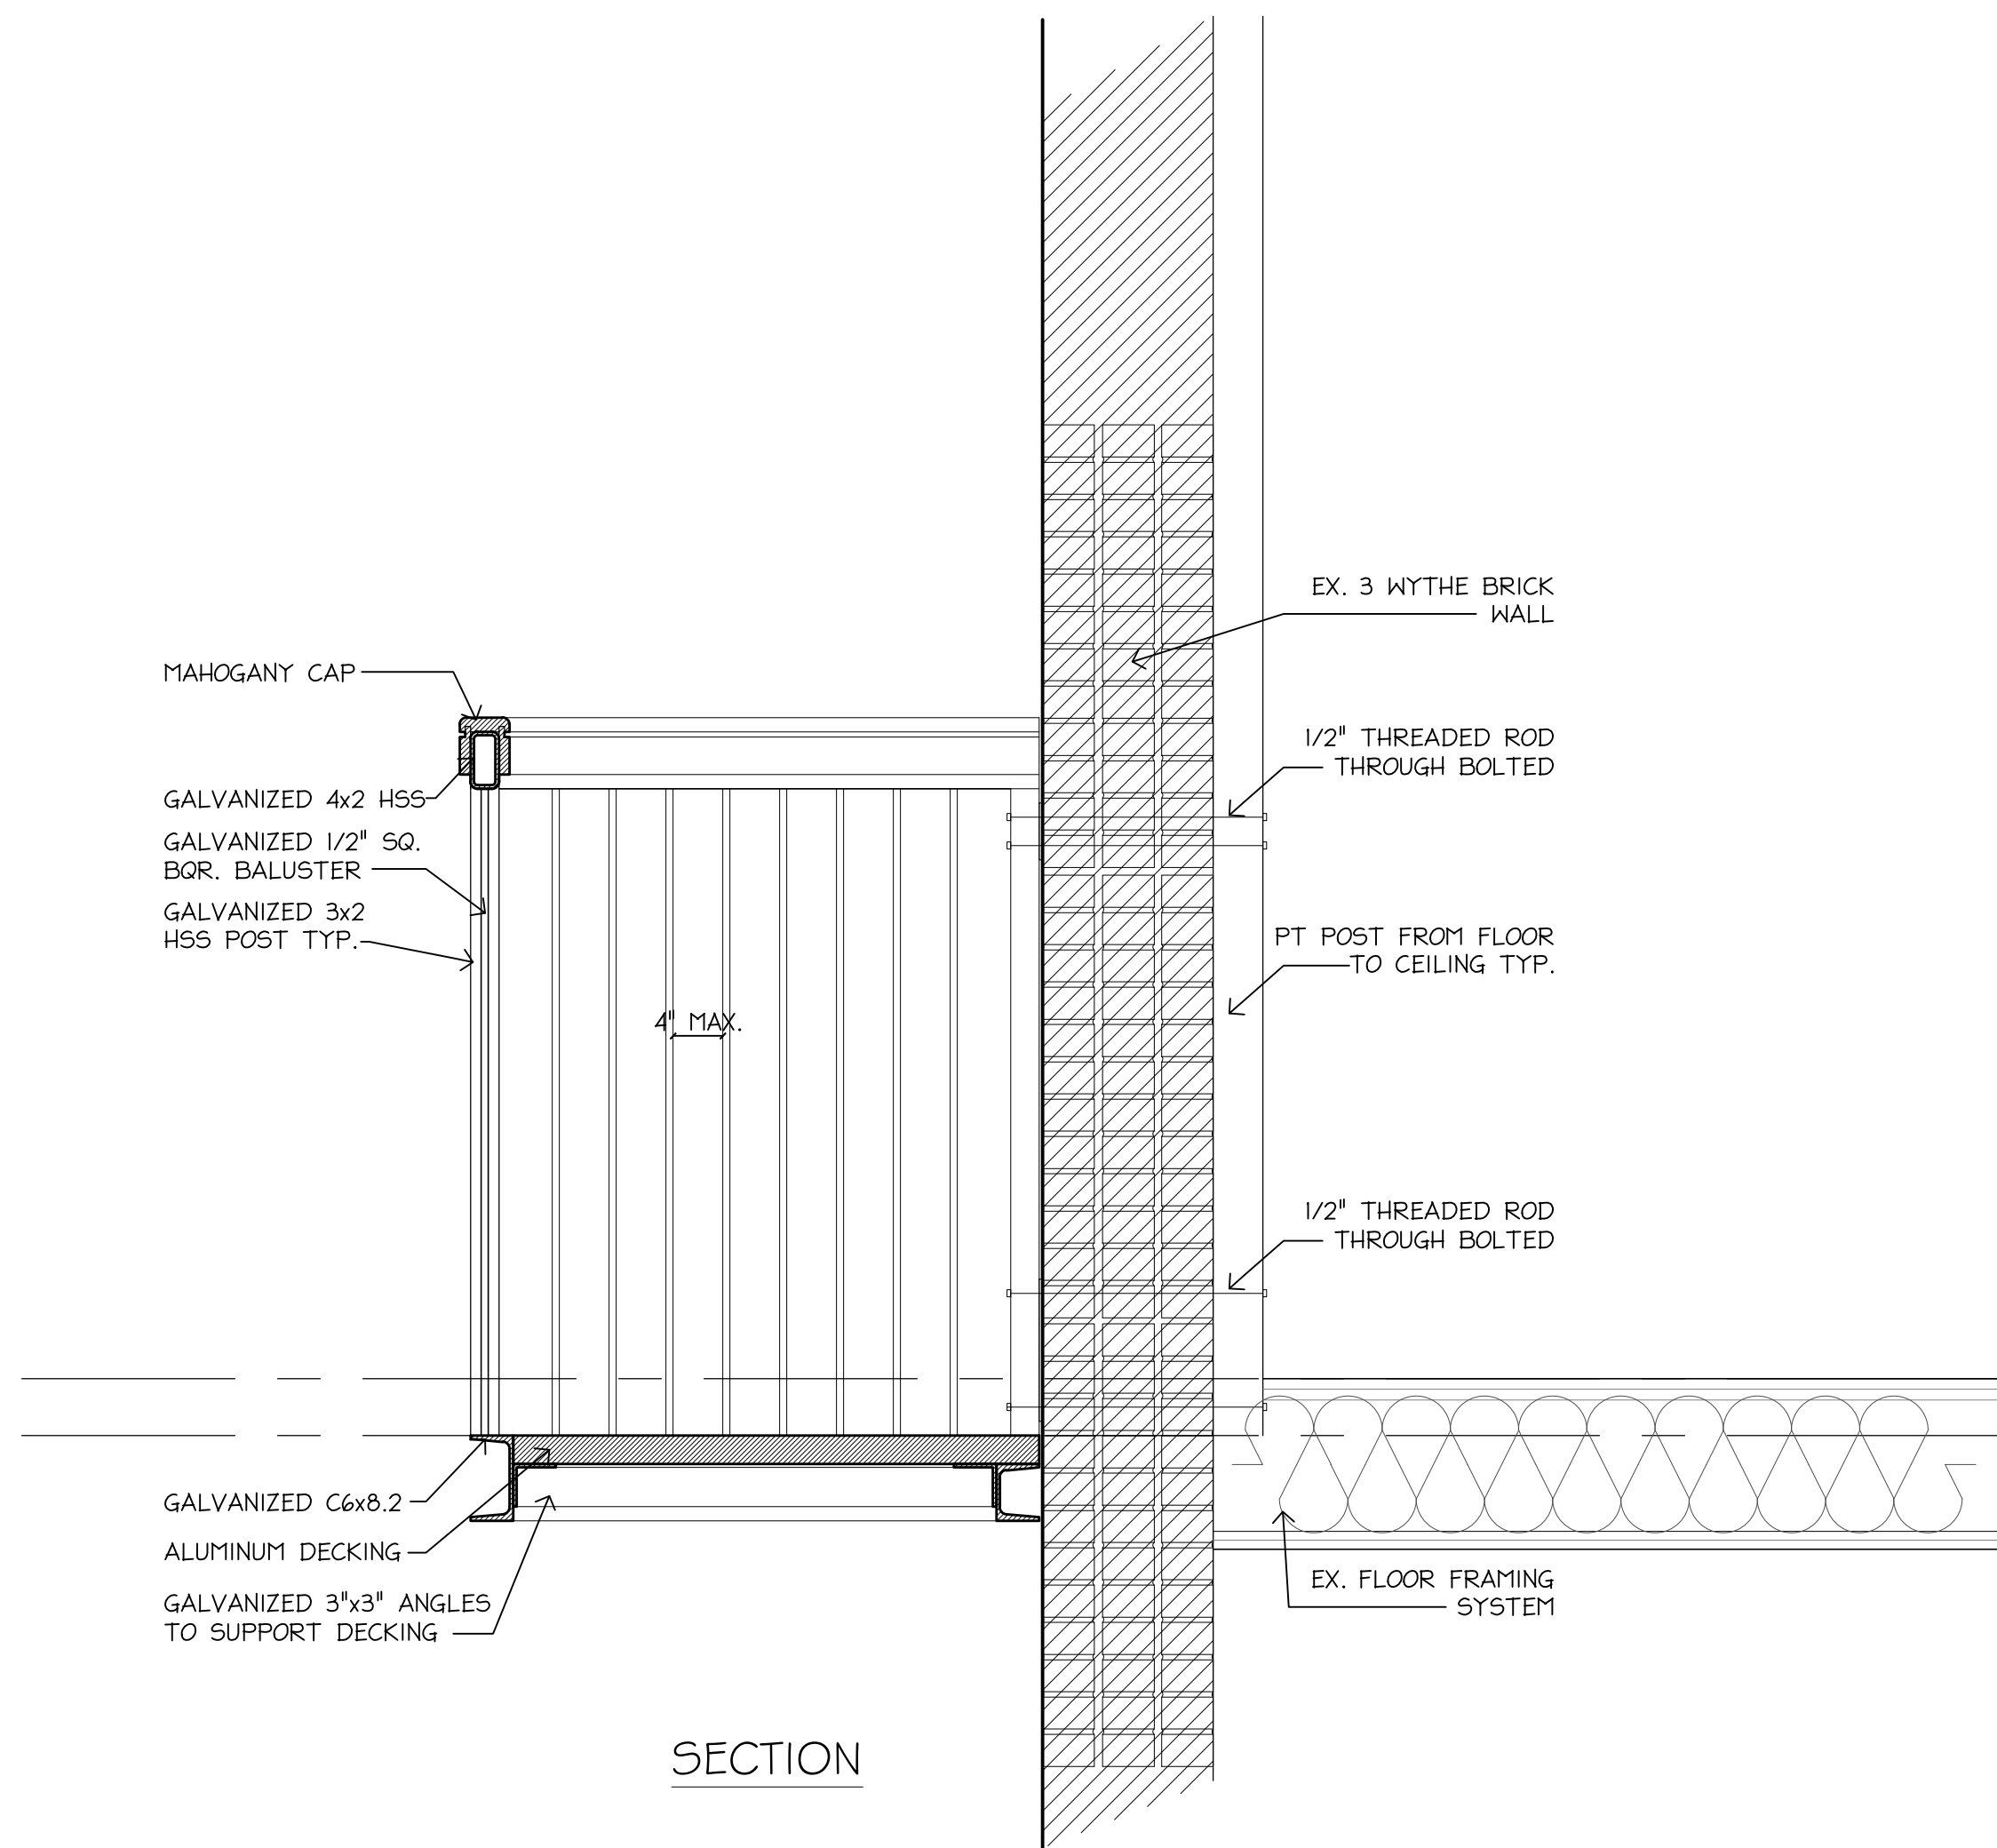 EX. 3 WYTHE BRICK
WALL
MAHOGANY CAP
1/2" THREADED ROD
THROUGH BOLTED
GALVANIZED 4x2 HSS
GALVANIZED 1/2" SQ.
BQR. BALUSTER
GALVANIZED 3x2
HSS POST TYP.
PT POST FROM FLOOR
TO CEILING TYP.
4" MAX.
1/2" THREADED ROD
THROUGH BOLTED
GALVANIZED C6x8.2
ALUMINUM DECKING
GALVANIZED 3"x3" ANGLES
TO SUPPORT DECKING
EX. FLOOR FRAMING
SYSTEM
SECTION